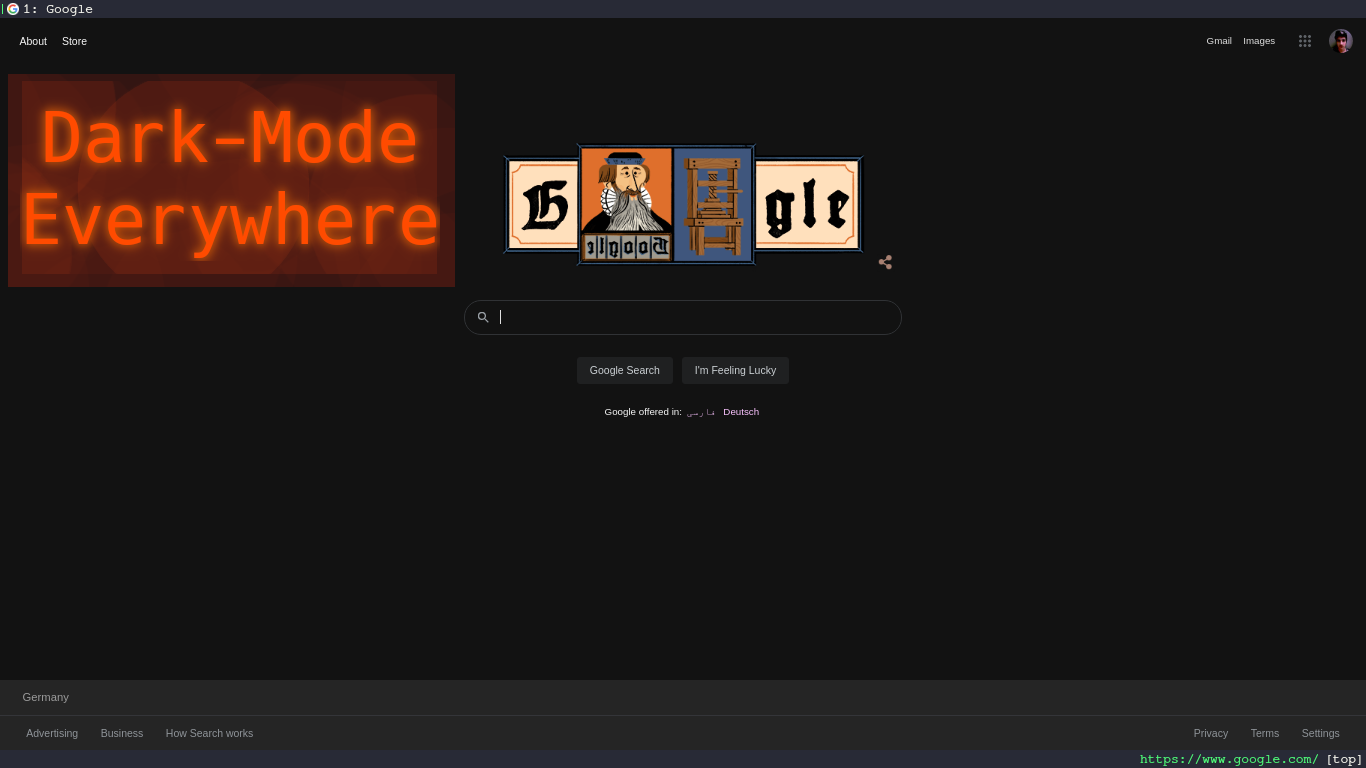 1: Google
About Store
Gmail Images
Dark-Mode
Everywhere
G gle
Google Search I'm Feeling Lucky
Google offered in: فارسی Deutsch
Germany
Advertising Business How Search works
Privacy Terms Settings
https://www.google.com/ [top]